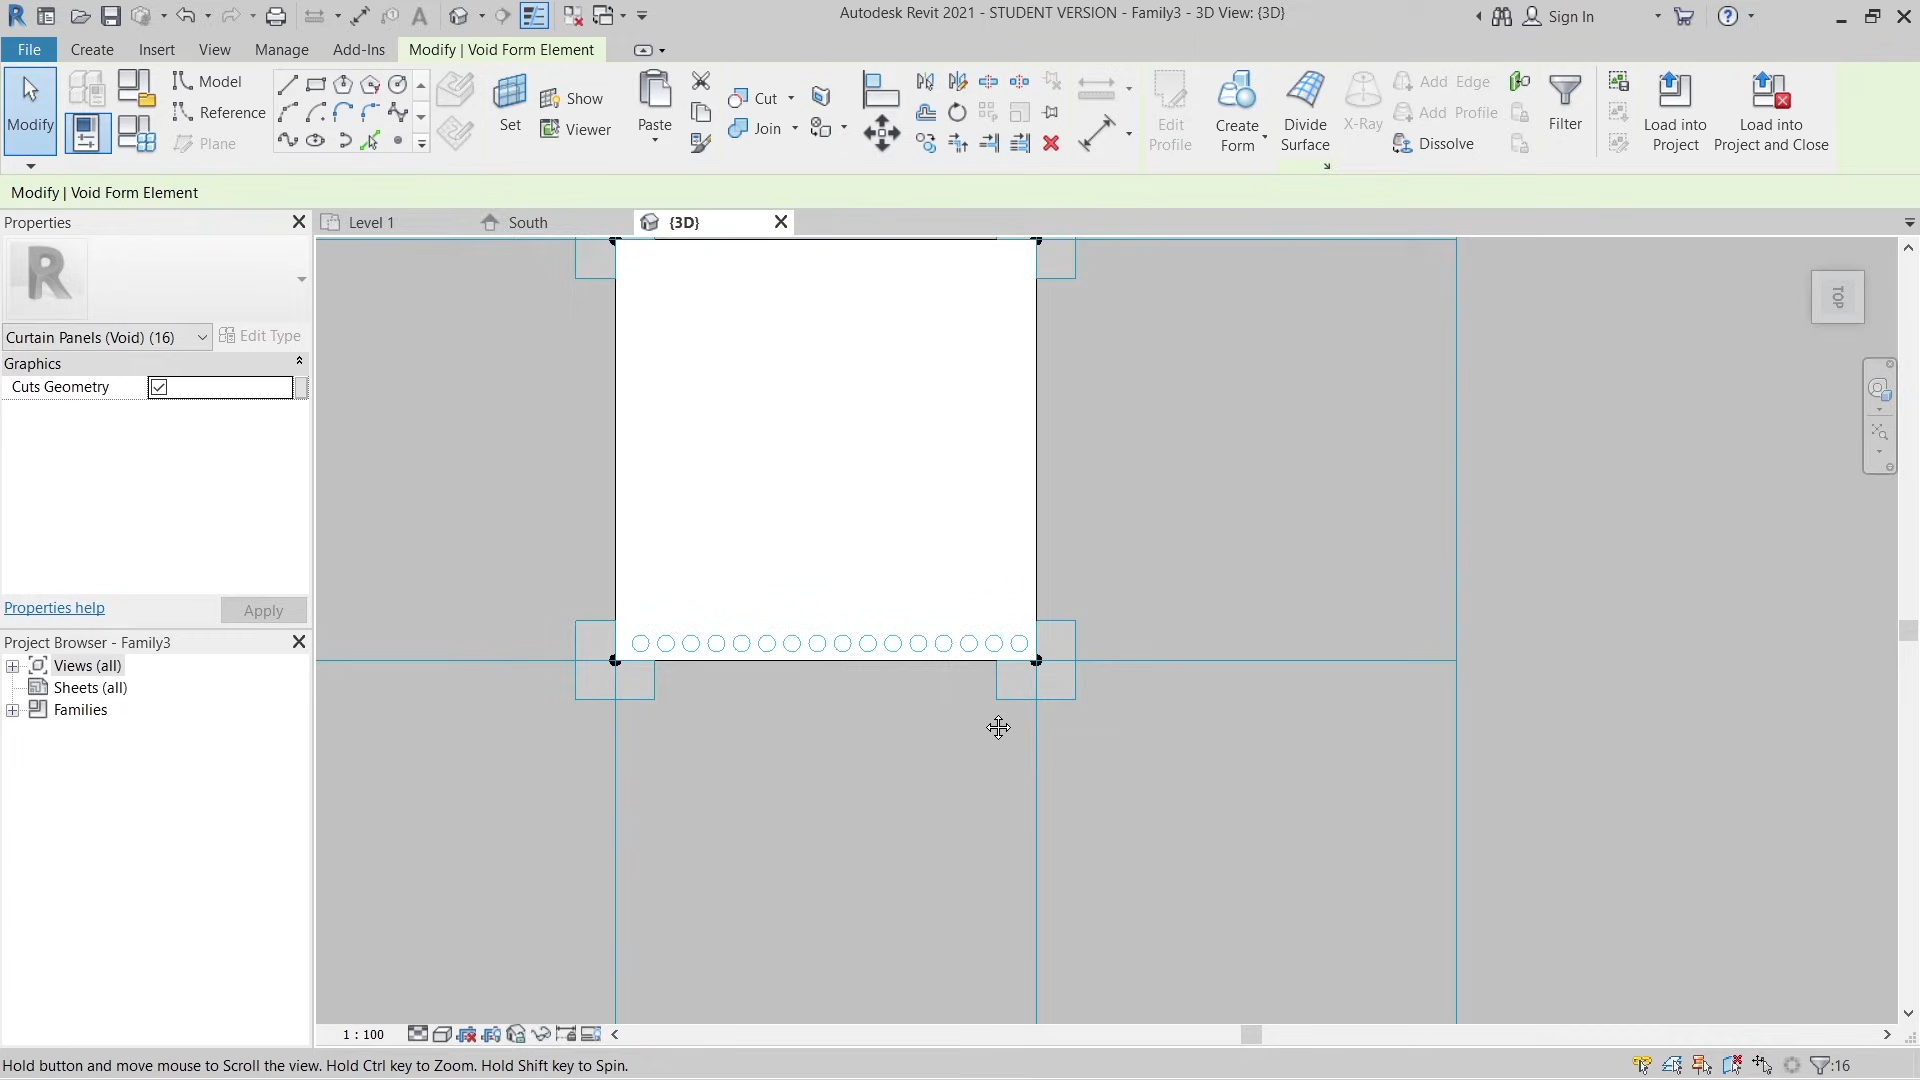 Autodesk Revit 2021 - STUDENT VERSION - Family3 - 3D View: {3D}
Sign In
File
Create
Insert
View
Manage
Add-Ins
Modify | Void Form Element
Modify
Model
Reference
Plane
Set
Show
Viewer
Paste
Cut
Join
Edit
Profile
Create
Form
Divide
Surface
X-Ray
Add Edge
Add Profile
Dissolve
Filter
Load into
Project
Load into
Project and Close
Modify | Void Form Element
Properties
Level 1
South
{3D}
Curtain Panels (Void) (16)
Edit Type
Graphics
Cuts Geometry
Properties help
Apply
Project Browser - Family3
Views (all)
Sheets (all)
Families
TOP
1 : 100
Hold button and move mouse to Scroll the view. Hold Ctrl key to Zoom. Hold Shift key to Spin.
:16